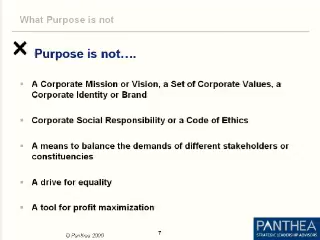 What Purpose is not
Purpose is not....
A Corporate Mission or Vision, a Set of Corporate Values, a
Corporate Identity or Brand
Corporate Social Responsibility or a Code of Ethics
A means to balance the demands of different stakeholders or
constituencies
A drive for equality
A tool for profit maximization
© Panthea 2006
7
PANTHEA
STRATEGIC LEADERSHIP ADVISORS